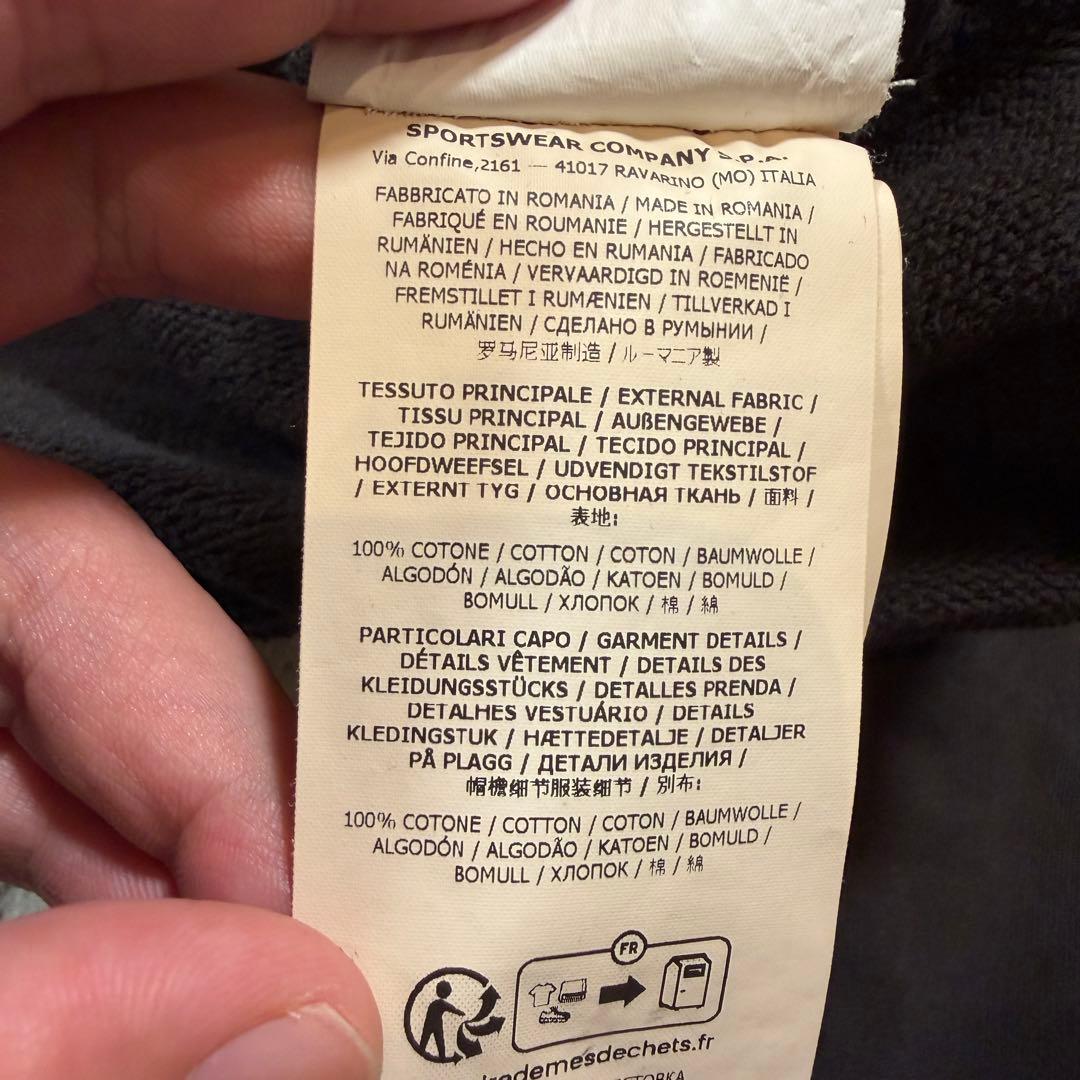 SPORTSWEAR COMPANY S.P.A.
Via Confine,2161 — 41017 RAVARINO (MO) ITALIA
FABBRICATO IN ROMANIA / MADE IN ROMANIA /
FABRIQUÉ EN ROUMANIE / HERGESTELLT IN
RUMÄNIEN / HECHO EN RUMANIA / FABRICADO
NA ROMÉNIA / VERVAARDIGD IN ROEMENIË /
FREMSTILLET I RUMÆNIEN / TILLVERKAD I
RUMÄNIEN / СДЕЛАНО В РУМЫНИИ /
罗马尼亚制造 / ルーマニア製
TESSUTO PRINCIPALE / EXTERNAL FABRIC /
TISSU PRINCIPAL / AUßENGEWEBE /
TEJIDO PRINCIPAL / TECIDO PRINCIPAL /
HOOFDWEEFSEL / UDVENDIGT TEKSTILSTOF
/ EXTERNT TYG / ОСНОВНАЯ ТКАНЬ / 面料 /
表地:
100% COTONE / COTTON / COTON / BAUMWOLLE /
ALGODÓN / ALGODÃO / KATOEN / BOMULD /
BOMULL / ХЛОПОК / 棉 / 綿
PARTICOLARI CAPO / GARMENT DETAILS /
DÉTAILS VÊTEMENT / DETAILS DES
KLEIDUNGSSTÜCKS / DETALLES PRENDA /
DETALHES VESTUÁRIO / DETAILS
KLEDINGSTUK / HÆTTEDETALJE / DETALJER
PÅ PLAGG / ДЕТАЛИ ИЗДЕЛИЯ /
帽檐细节服装细节 / 別布:
100% COTONE / COTTON / COTON / BAUMWOLLE /
ALGODÓN / ALGODÃO / KATOEN / BOMULD /
BOMULL / ХЛОПОК / 棉 / 綿
FR